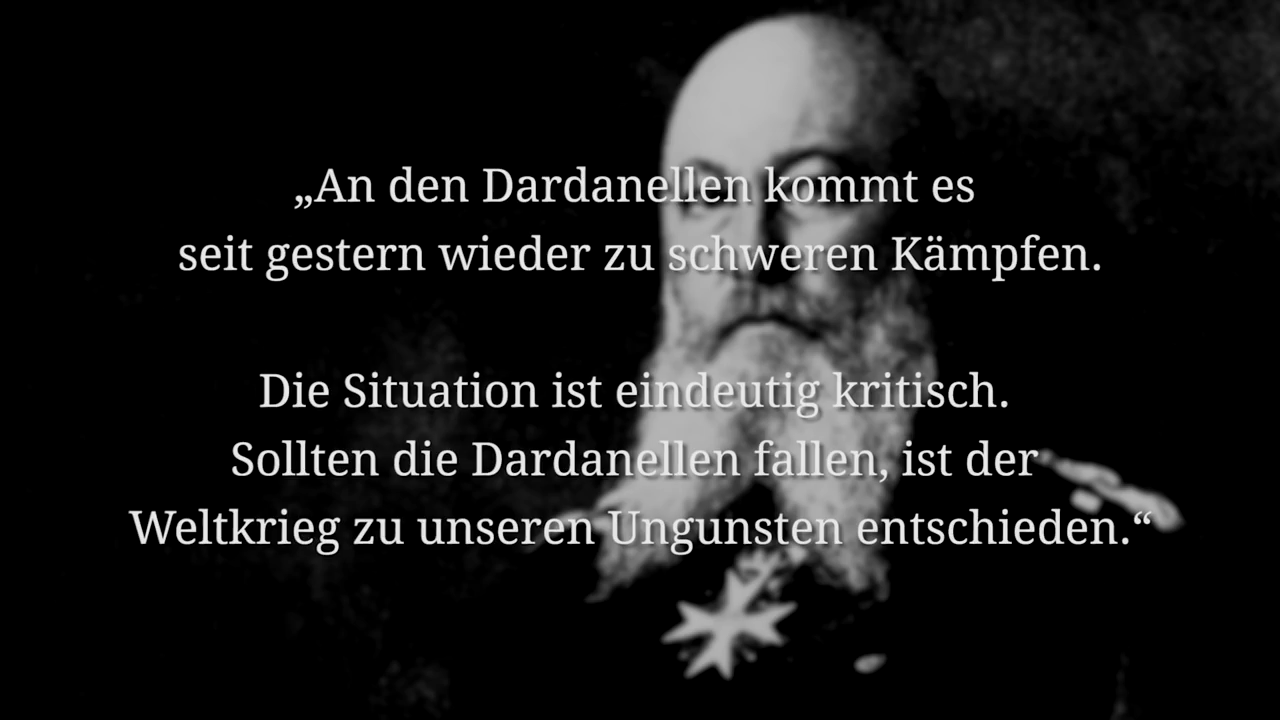 „An den Dardanellen kommt es
seit gestern wieder zu schweren Kämpfen.
Die Situation ist eindeutig kritisch.
Sollten die Dardanellen fallen, ist der
Weltkrieg zu unseren Ungunsten entschieden.“